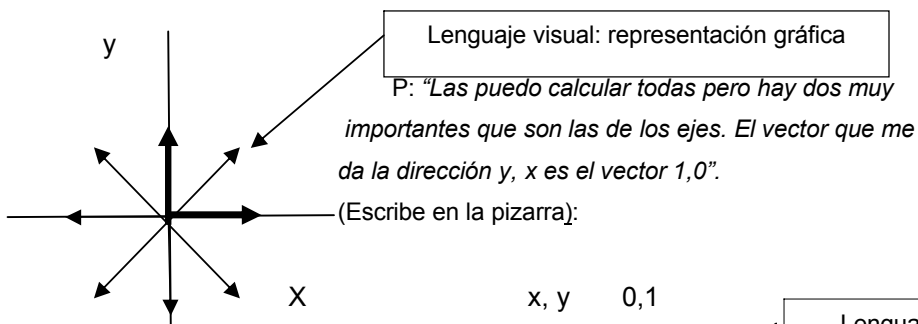 y
Lenguaje visual: representación gráfica
P: “Las puedo calcular todas pero hay dos muy
importantes que son las de los ejes. El vector que me
da la dirección y, x es el vector 1,0”.
(Escribe en la pizarra):
X x, y 0,1
Lengua